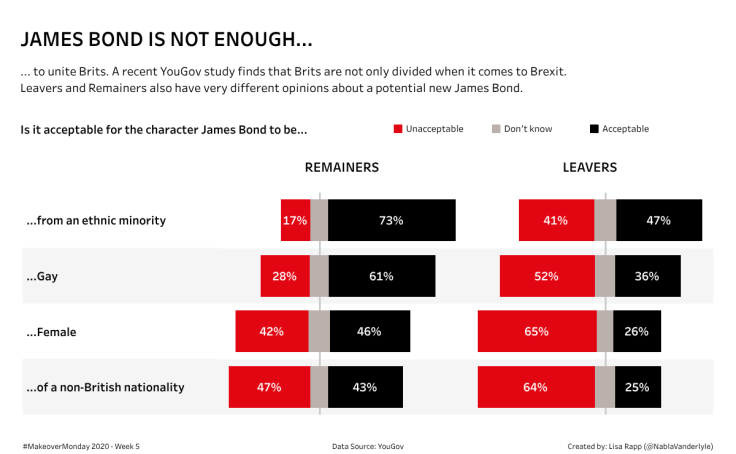 JAMES BOND IS NOT ENOUGH...
... to unite Brits. A recent YouGov study finds that Brits are not only divided when it comes to Brexit.
Leavers and Remainers also have very different opinions about a potential new James Bond.
Is it acceptable for the character James Bond to be...
Unacceptable
Don't know
Acceptable
REMAINERS
LEAVERS
...from an ethnic minority
17%
73%
41%
47%
...Gay
28%
61%
52%
36%
...Female
42%
46%
65%
26%
...of a non-British nationality
47%
43%
64%
25%
#MakeoverMonday 2020 - Week 5
Data Source: YouGov
Created by: Lisa Rapp (@NablaVanderlyle)